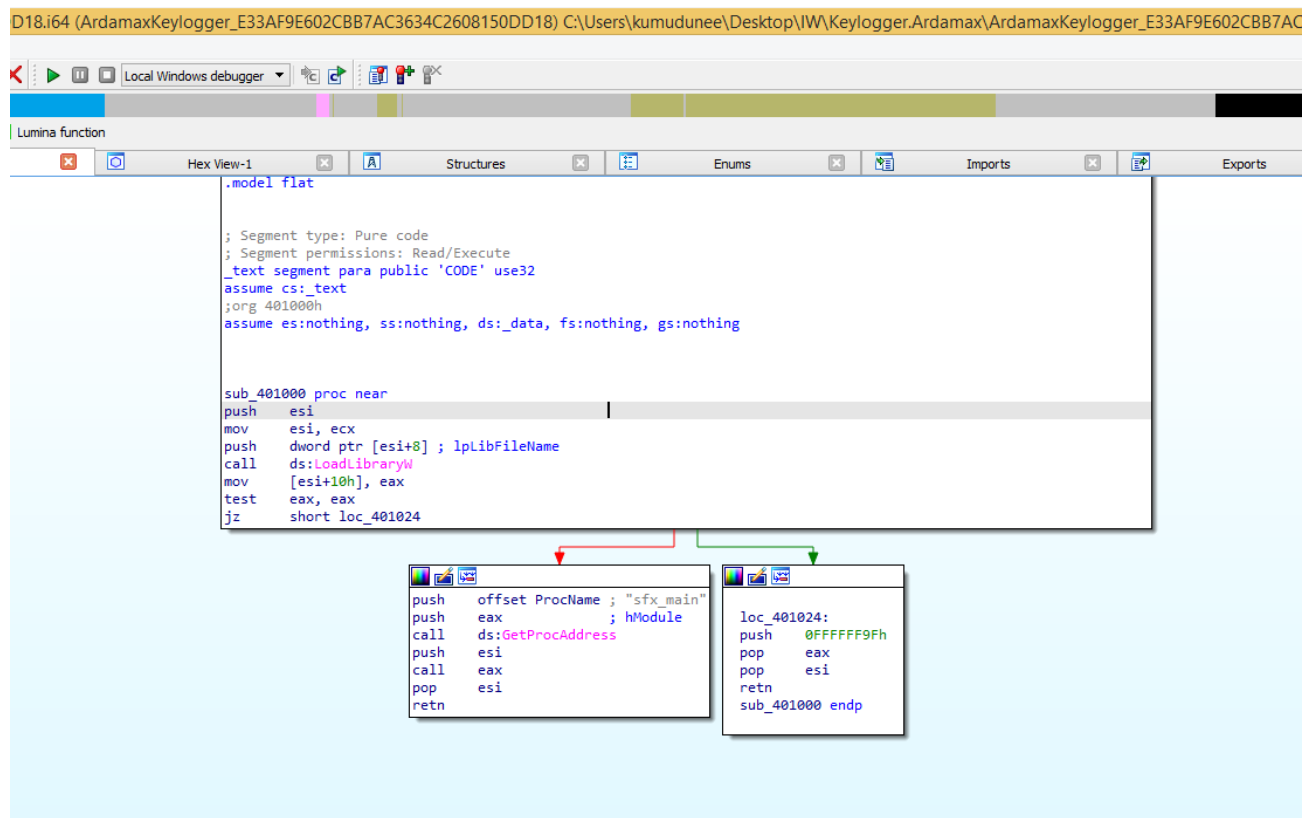 D18.i64 (ArdamaxKeylogger_E33AF9E602CBB7AC3634C2608150DD18) C:\Users\kumudunee\Desktop\IW\Keylogger.Ardamax\ArdamaxKeylogger_E33AF9E602CBB7AC
Local Windows debugger
Lumina function
Hex View-1 Structures Enums Imports Exports
.model flat
; Segment type: Pure code
; Segment permissions: Read/Execute
_text segment para public 'CODE' use32
assume cs:_text
;org 401000h
assume es:nothing, ss:nothing, ds:_data, fs:nothing, gs:nothing
sub_401000 proc near
push esi
mov esi, ecx
push dword ptr [esi+8] ; lpLibFileName
call ds:LoadLibraryW
mov [esi+10h], eax
test eax, eax
jz short loc_401024
push offset ProcName ; "sfx_main"
push eax ; hModule
call ds:GetProcAddress
push esi
call eax
pop esi
retn
loc_401024:
push 0FFFFFF9Fh
pop eax
pop esi
retn
sub_401000 endp